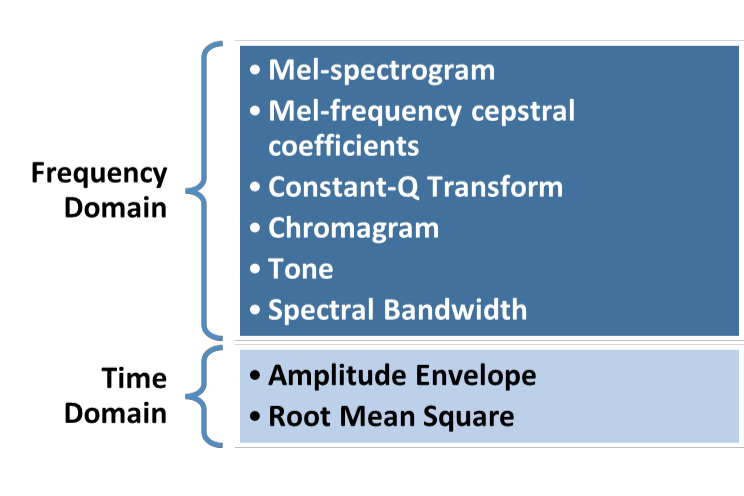 Frequency
Domain
• Mel-spectrogram
• Mel-frequency cepstral
coefficients
• Constant-Q Transform
• Chromagram
• Tone
• Spectral Bandwidth
Time
Domain
• Amplitude Envelope
• Root Mean Square